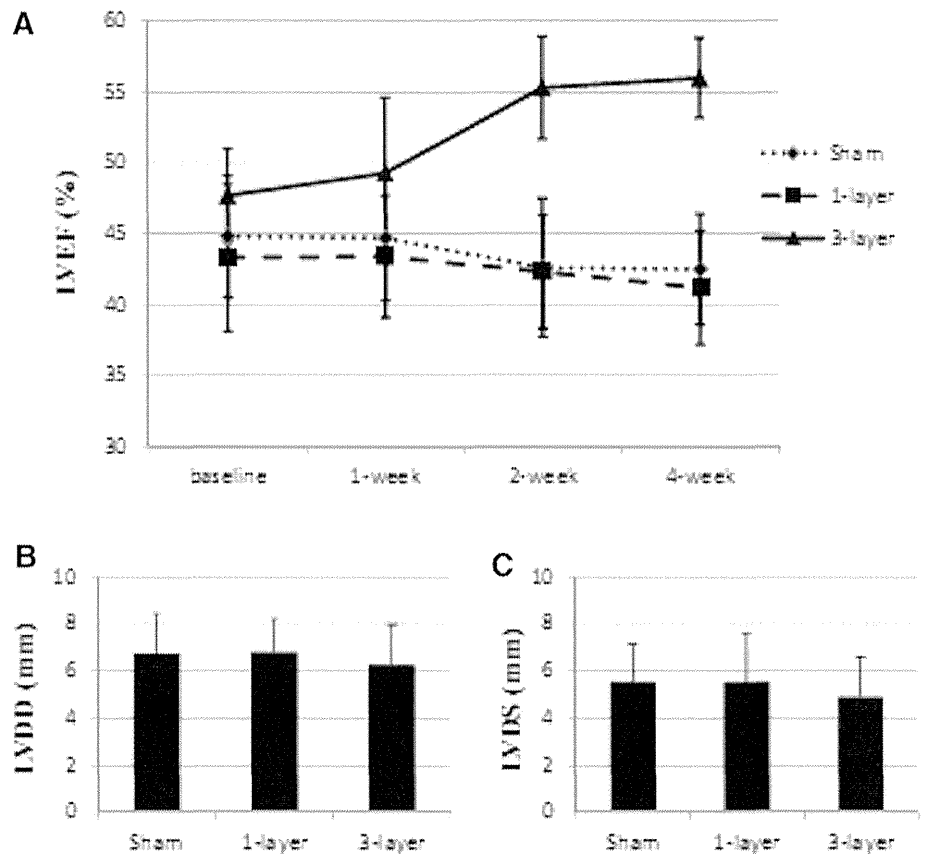 A
60
55
50
45
40
35
30
LVEF (%)
baseline 1-week 2-week 4-week
Sham
1-layer
3-layer
B
10
8
6
4
2
0
LVDD (mm)
Sham 1-layer 3-layer
C
10
8
6
4
2
0
LVDS (mm)
Sham 1-layer 3-layer